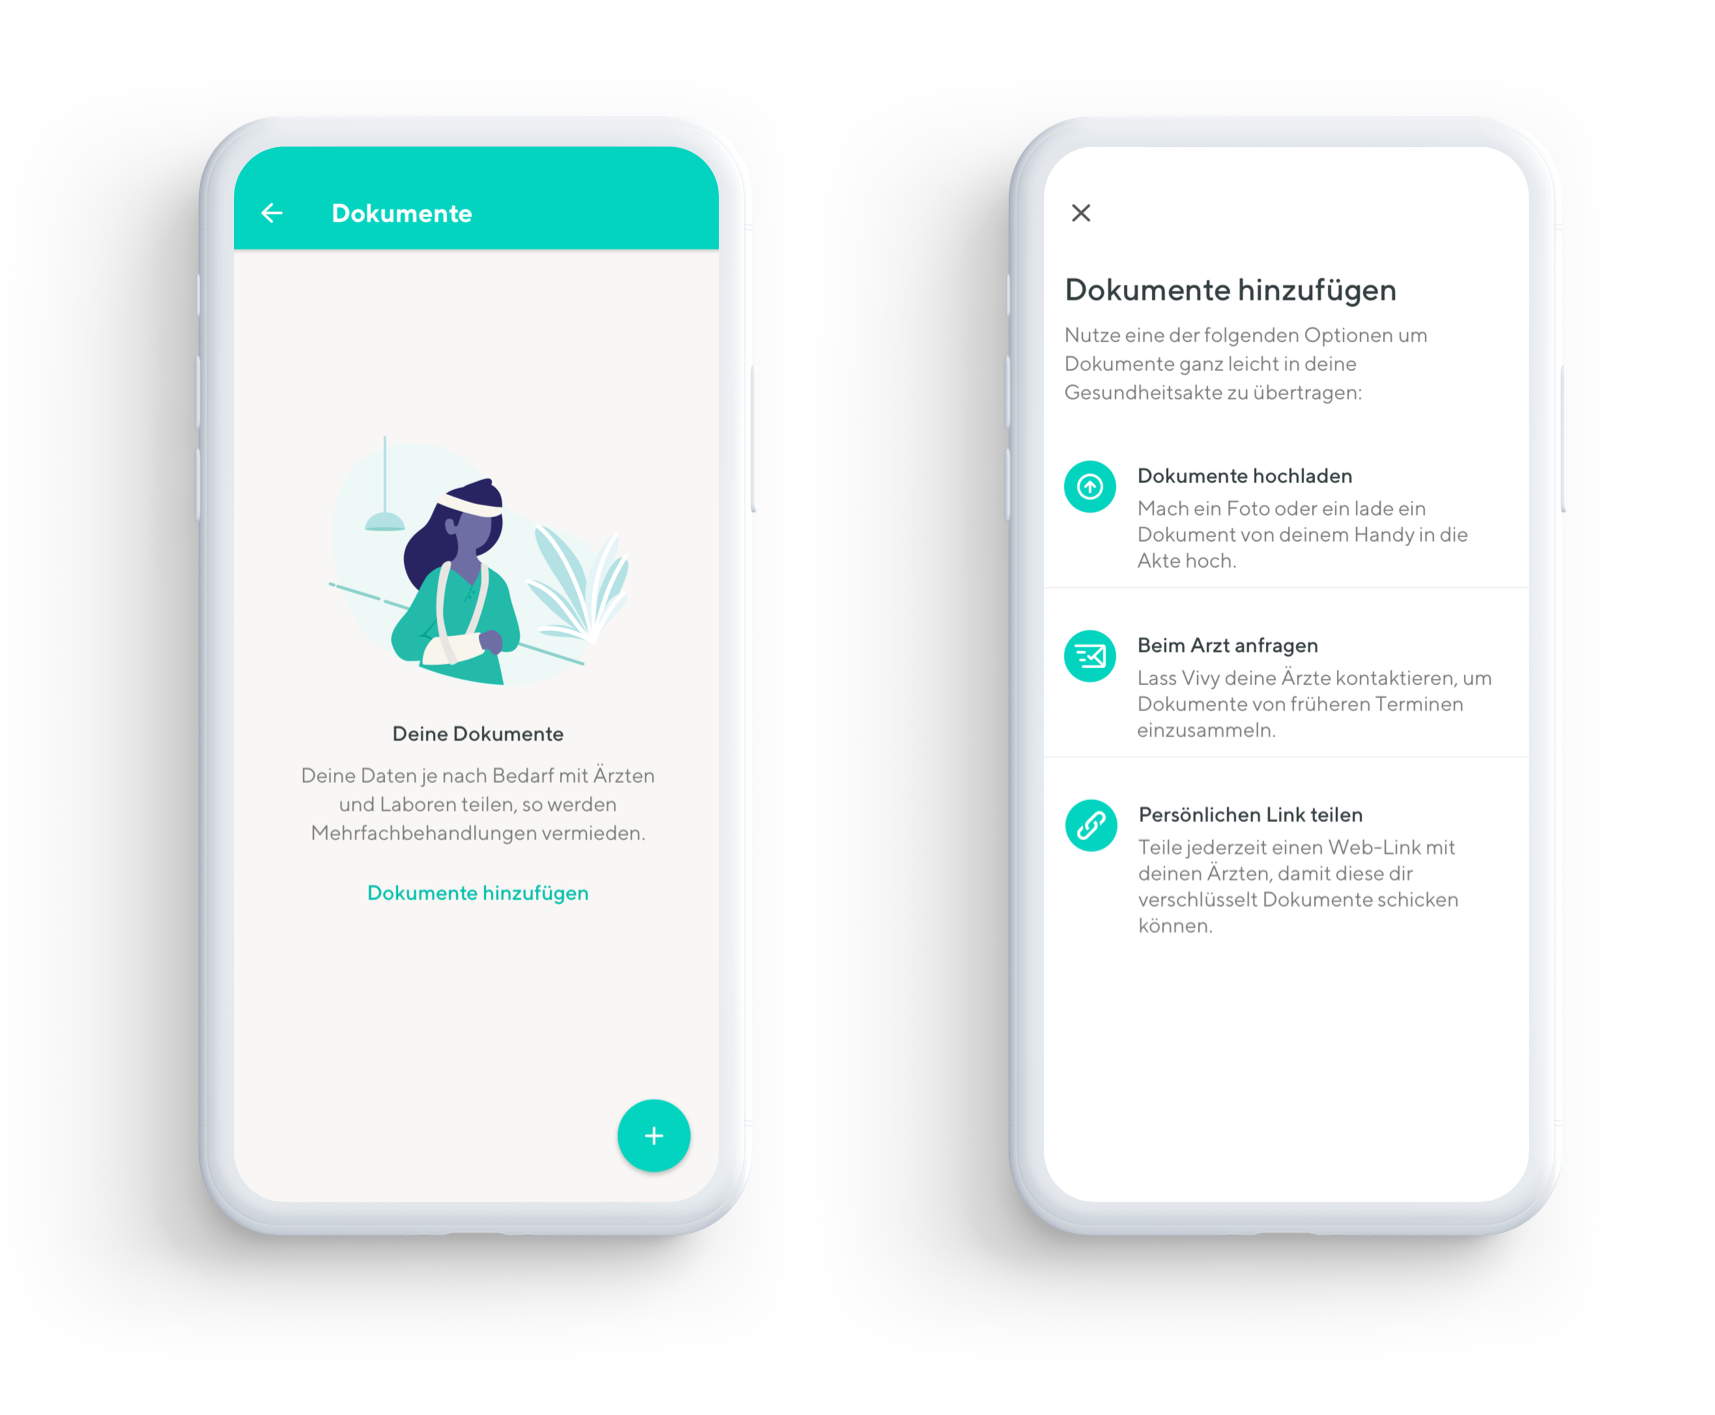 Dokumente
Deine Dokumente
Deine Daten je nach Bedarf mit Ärzten
und Laboren teilen, so werden
Mehrfachbehandlungen vermieden.
Dokumente hinzufügen
Dokumente hinzufügen
Nutze eine der folgenden Optionen um
Dokumente ganz leicht in deine
Gesundheitsakte zu übertragen:
Dokumente hochladen
Mach ein Foto oder ein lade ein
Dokument von deinem Handy in die
Akte hoch.
Beim Arzt anfragen
Lass Vivy deine Ärzte kontaktieren, um
Dokumente von früheren Terminen
einzusammeln.
Persönlichen Link teilen
Teile jederzeit einen Web-Link mit
deinen Ärzten, damit diese dir
verschlüsselt Dokumente schicken
können.